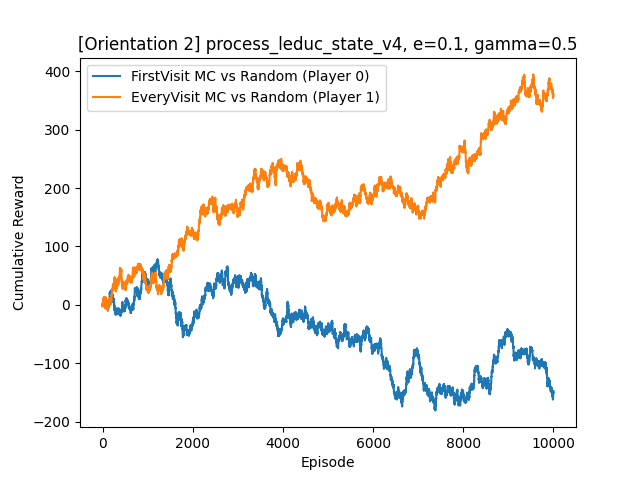 [Orientation 2] process_leduc_state_v4, e=0.1, gamma=0.5
FirstVisit MC vs Random (Player 0)
EveryVisit MC vs Random (Player 1)
400
300
200
100
0
−100
−200
Cumulative Reward
0 2000 4000 6000 8000 10000
Episode